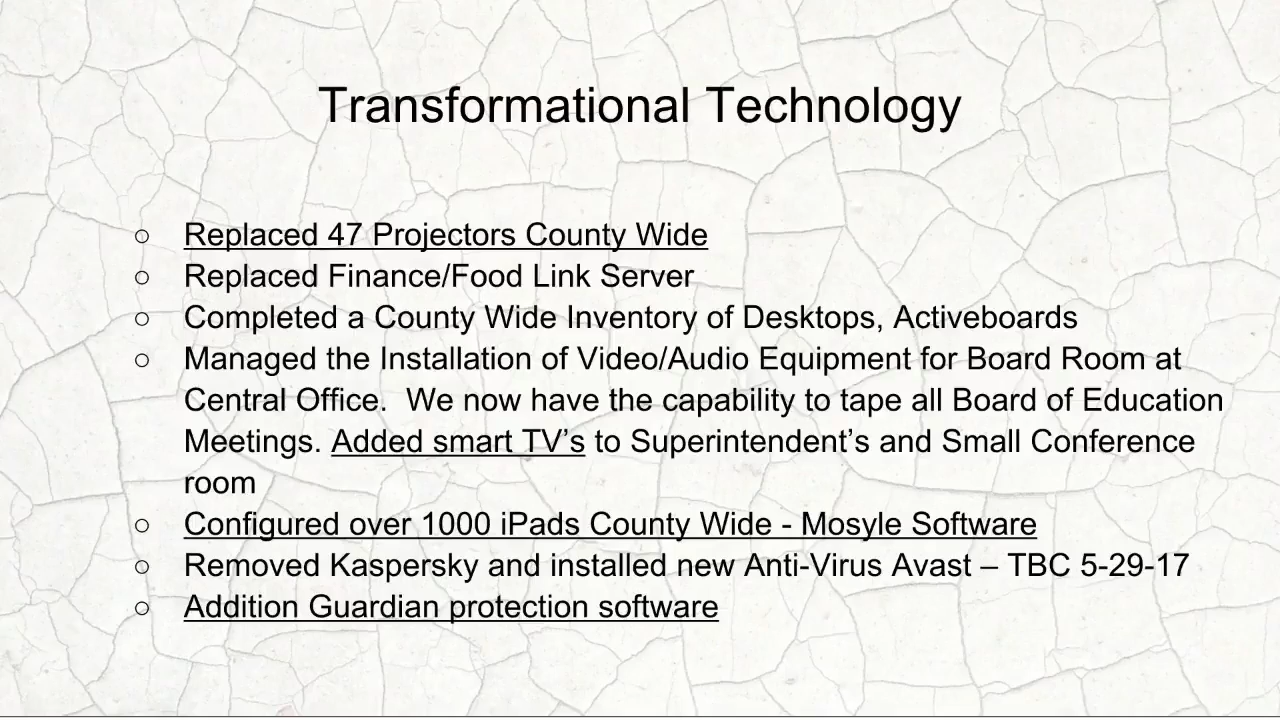 Transformational Technology
○ Replaced 47 Projectors County Wide
○ Replaced Finance/Food Link Server
○ Completed a County Wide Inventory of Desktops, Activeboards
○ Managed the Installation of Video/Audio Equipment for Board Room at
Central Office.  We now have the capability to tape all Board of Education
Meetings. Added smart TV’s to Superintendent’s and Small Conference
room
○ Configured over 1000 iPads County Wide - Mosyle Software
○ Removed Kaspersky and installed new Anti-Virus Avast – TBC 5-29-17
○ Addition Guardian protection software